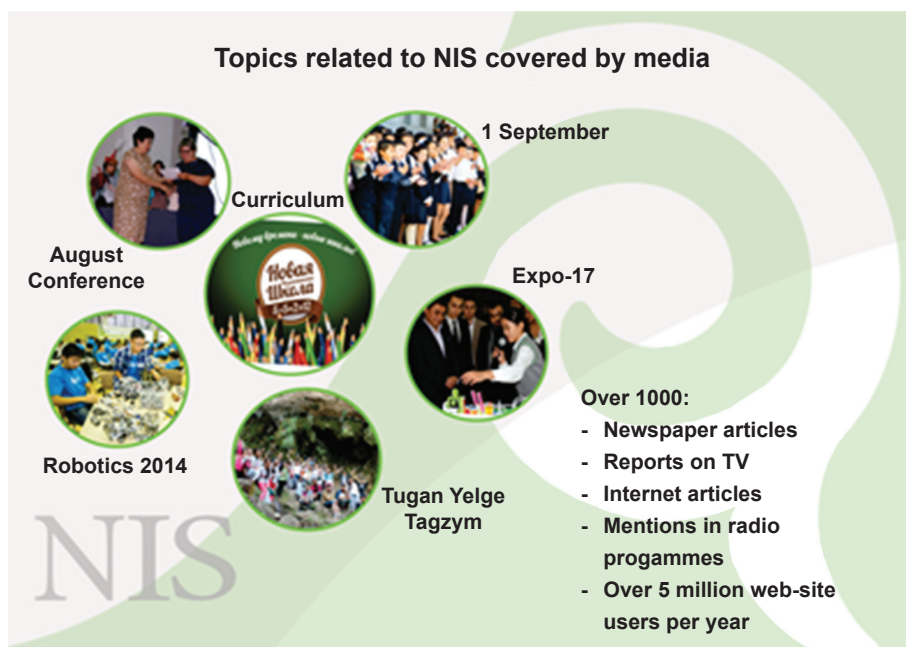 Topics related to NIS covered by media
1 September
Curriculum
August
Conference
Новая
Школа
Expo-17
Robotics 2014
Tugan Yelge
Tagzym
Over 1000:
- Newspaper articles
- Reports on TV
- Internet articles
- Mentions in radio
progammes
- Over 5 million web-site
users per year
NIS